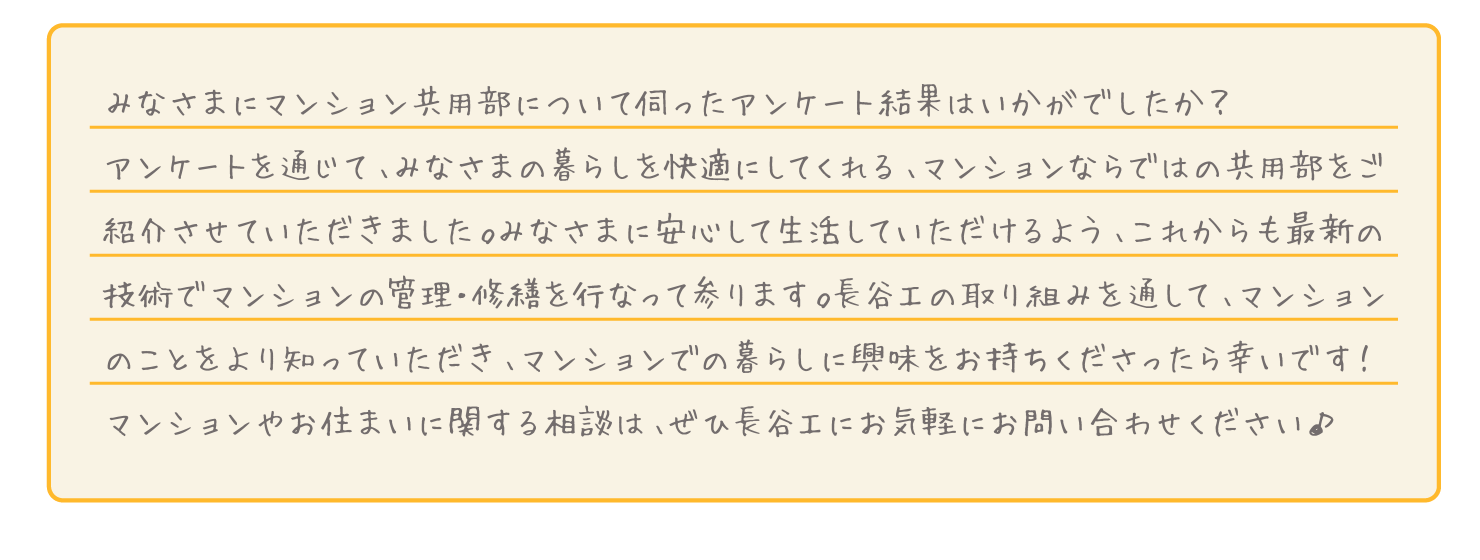 みなさまにマンション共用部について伺ったアンケート結果はいかがでしたか？
アンケートを通じて、みなさまの暮らしを快適にしてくれる、マンションならではの共用部をご
紹介させていただきました。みなさまに安心して生活していただけるよう、これからも最新の
技術でマンションの管理・修繕を行なって参ります。長谷工の取り組みを通して、マンション
のことをより知っていただき、マンションでの暮らしに興味をお持ちくださったら幸いです！
マンションやお住まいに関する相談は、ぜひ長谷工にお気軽にお問い合わせください♪